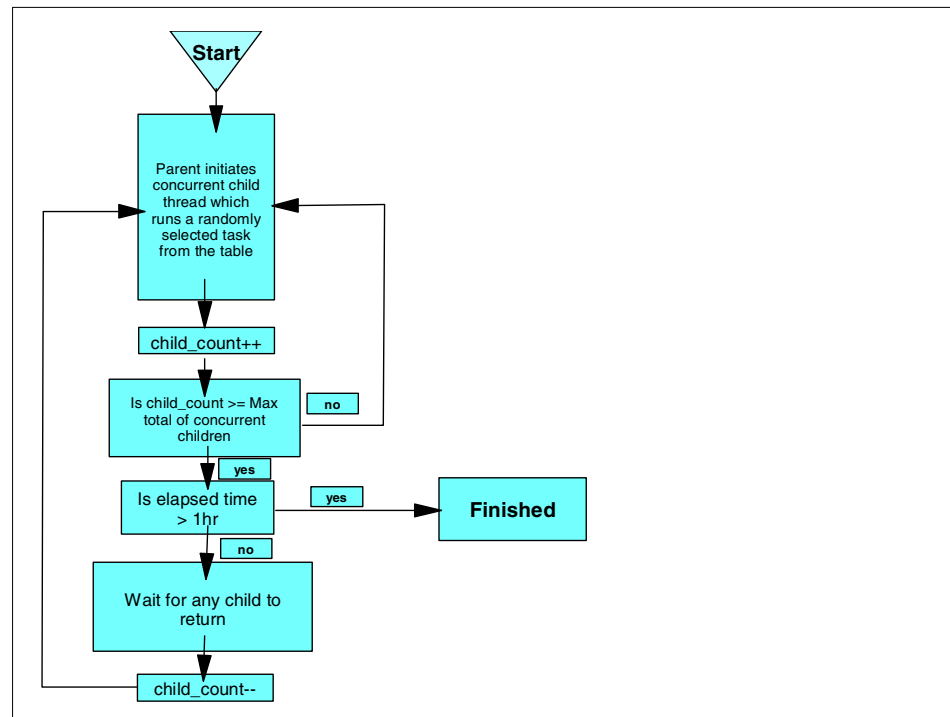 Start
Parent initiates
concurrent child
thread which
runs a randomly
selected task
from the table
child_count++
Is child_count >= Max
total of concurrent
children
no
yes
Is elapsed time
> 1hr
yes
Finished
no
Wait for any child to
return
child_count--